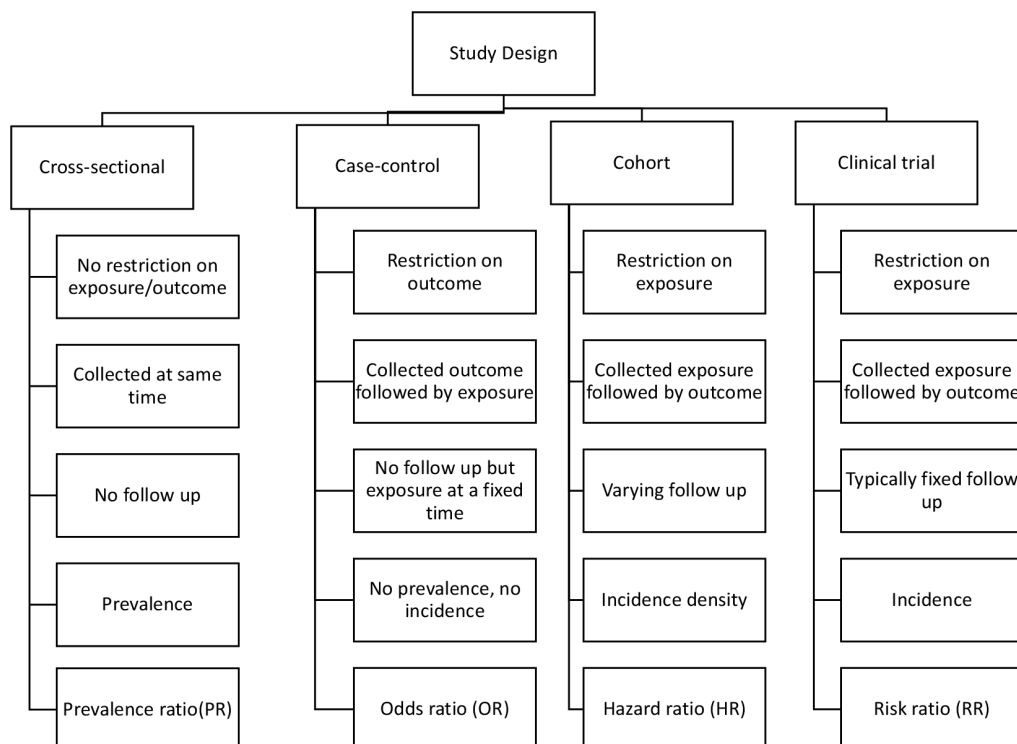 Study Design
Cross-sectional
No restriction on
exposure/outcome
Collected at same
time
No follow up
Prevalence
Prevalence ratio(PR)
Case-control
Restriction on
outcome
Collected outcome
followed by exposure
No follow up but
exposure at a fixed
time
No prevalence, no
incidence
Odds ratio (OR)
Cohort
Restriction on
exposure
Collected exposure
followed by outcome
Varying follow up
Incidence density
Hazard ratio (HR)
Clinical trial
Restriction on
exposure
Collected exposure
followed by outcome
Typically fixed follow
up
Incidence
Risk ratio (RR)